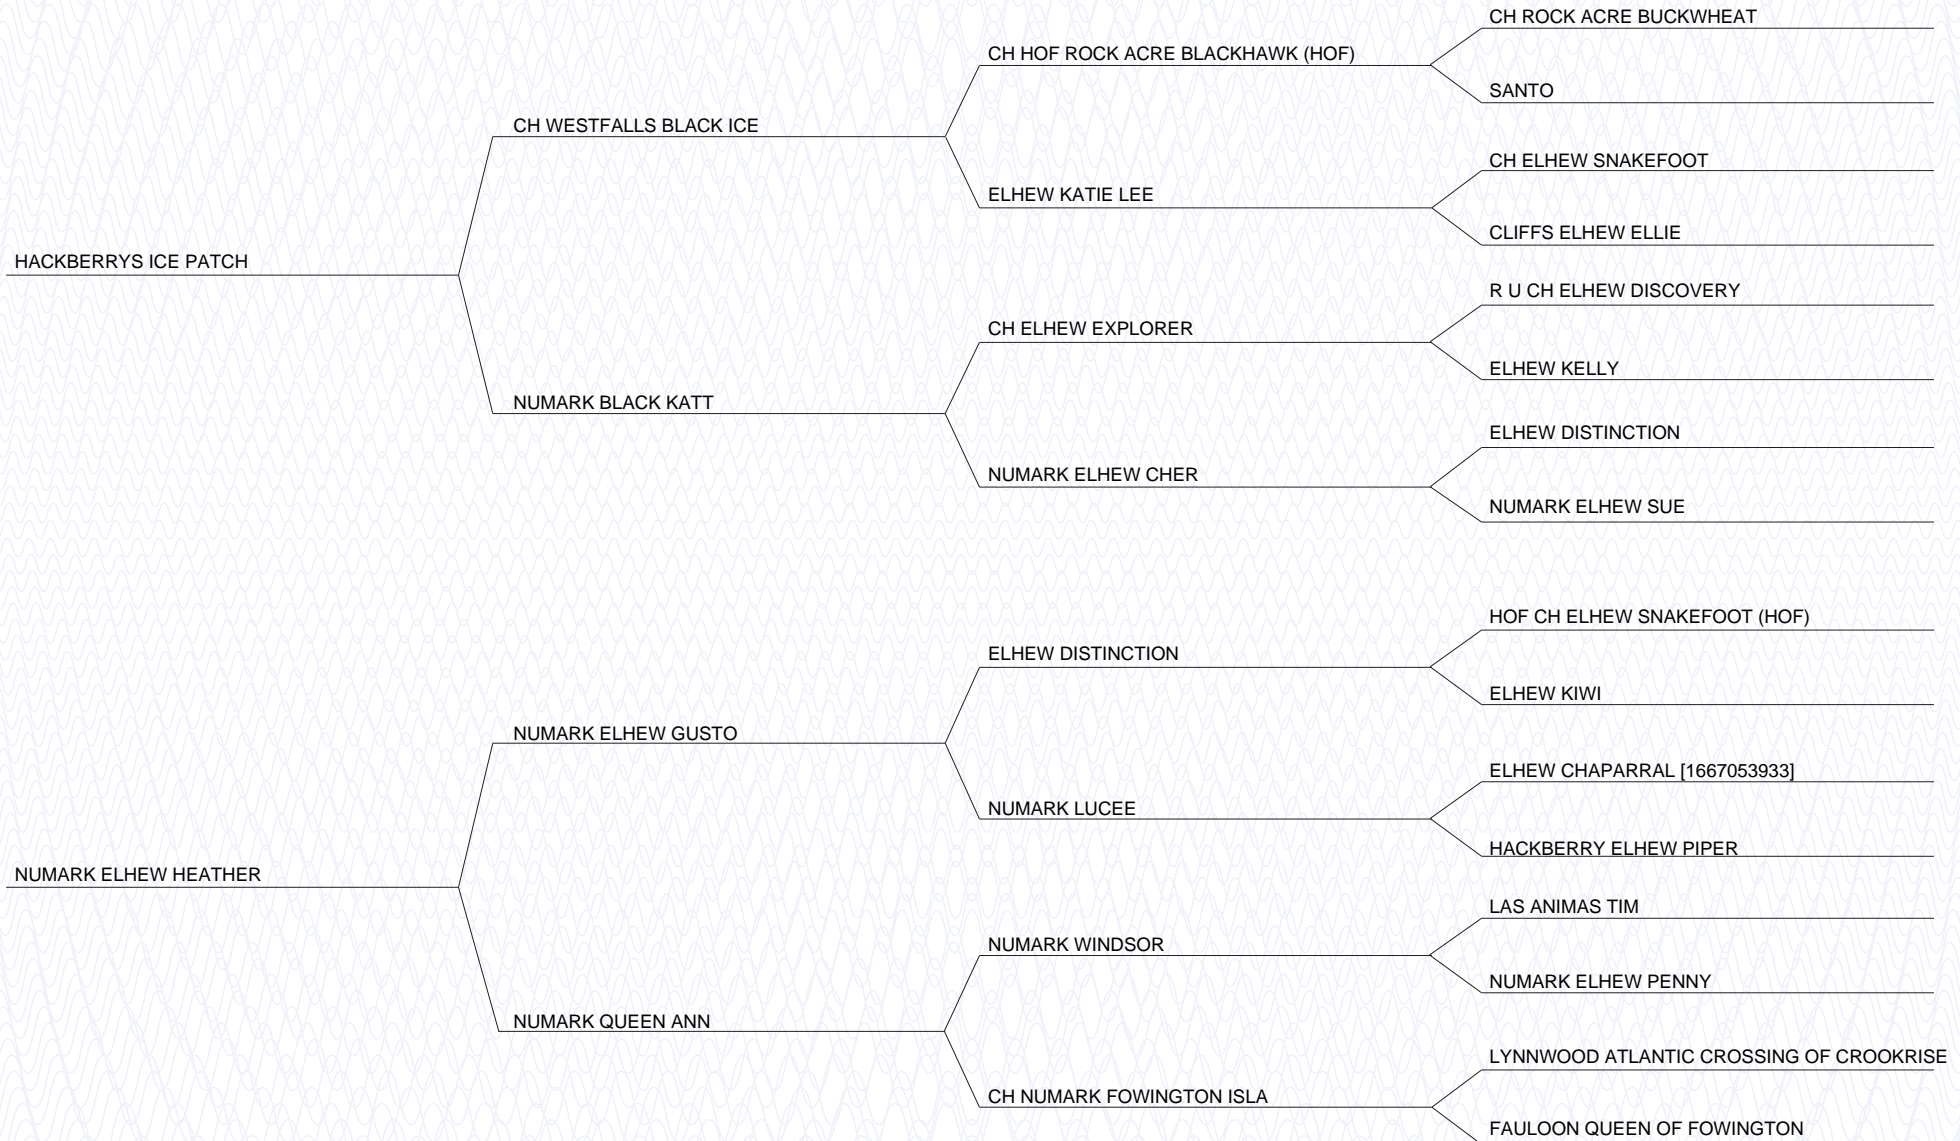 CH ROCK ACRE BUCKWHEAT
CH HOF ROCK ACRE BLACKHAWK (HOF)
SANTO
CH WESTFALLS BLACK ICE
CH ELHEW SNAKEFOOT
ELHEW KATIE LEE
CLIFFS ELHEW ELLIE
HACKBERRYS ICE PATCH
R U CH ELHEW DISCOVERY
CH ELHEW EXPLORER
ELHEW KELLY
NUMARK BLACK KATT
ELHEW DISTINCTION
NUMARK ELHEW CHER
NUMARK ELHEW SUE
HOF CH ELHEW SNAKEFOOT (HOF)
ELHEW DISTINCTION
ELHEW KIWI
NUMARK ELHEW GUSTO
ELHEW CHAPARRAL [1667053933]
NUMARK LUCEE
HACKBERRY ELHEW PIPER
NUMARK ELHEW HEATHER
LAS ANIMAS TIM
NUMARK WINDSOR
NUMARK ELHEW PENNY
NUMARK QUEEN ANN
LYNNWOOD ATLANTIC CROSSING OF CROOKRISE
CH NUMARK FOWINGTON ISLA
FAULOON QUEEN OF FOWINGTON